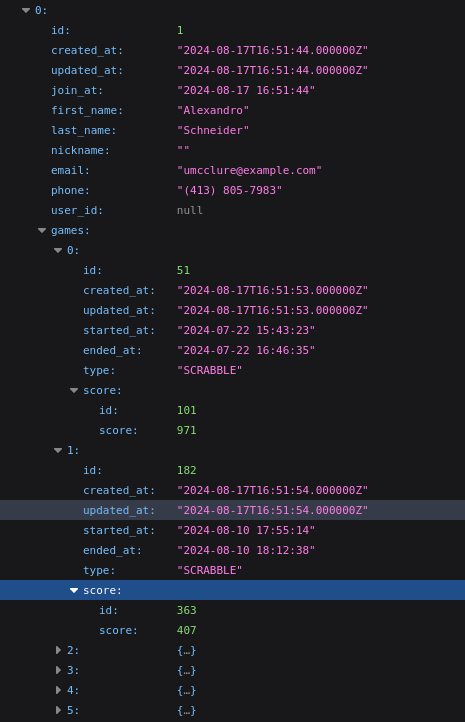 0:
id: 1
created_at: "2024-08-17T16:51:44.000000Z"
updated_at: "2024-08-17T16:51:44.000000Z"
join_at: "2024-08-17 16:51:44"
first_name: "Alexandro"
last_name: "Schneider"
nickname: ""
email: "umcclure@example.com"
phone: "(413) 805-7983"
user_id: null
games:
0:
id: 51
created_at: "2024-08-17T16:51:53.000000Z"
updated_at: "2024-08-17T16:51:53.000000Z"
started_at: "2024-07-22 15:43:23"
ended_at: "2024-07-22 16:46:35"
type: "SCRABBLE"
score:
id: 101
score: 971
1:
id: 182
created_at: "2024-08-17T16:51:54.000000Z"
updated_at: "2024-08-17T16:51:54.000000Z"
started_at: "2024-08-10 17:55:14"
ended_at: "2024-08-10 18:12:38"
type: "SCRABBLE"
score:
id: 363
score: 407
2: {…}
3: {…}
4: {…}
5: {…}